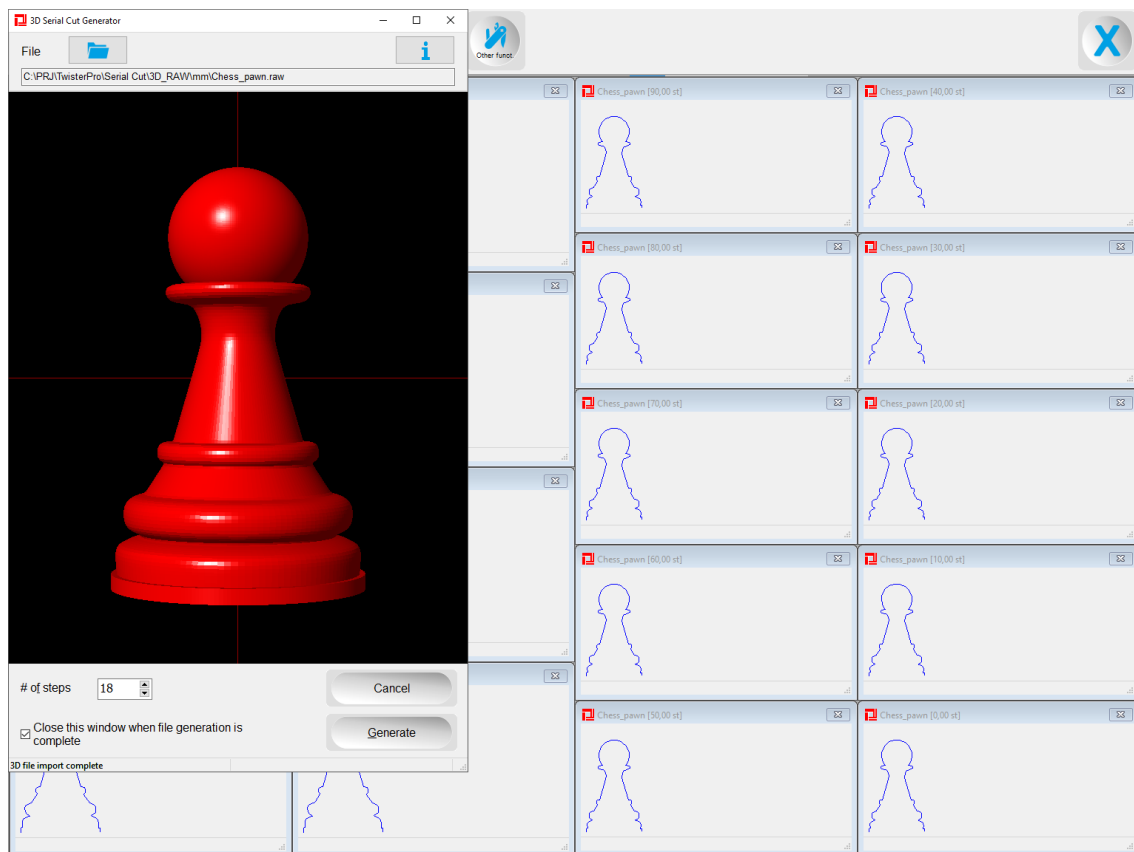 3D Serial Cut Generator
File
C:\PRJ\TwisterPro\Serial Cut\3D_RAW\mm\Chess_pawn.raw
Other funct.
Chess_pawn [90,00 st]
Chess_pawn [40,00 st]
Chess_pawn [80,00 st]
Chess_pawn [30,00 st]
Chess_pawn [70,00 st]
Chess_pawn [20,00 st]
Chess_pawn [60,00 st]
Chess_pawn [10,00 st]
Chess_pawn [50,00 st]
Chess_pawn [0,00 st]
# of steps
18
Cancel
Close this window when file generation is
complete
Generate
3D file import complete